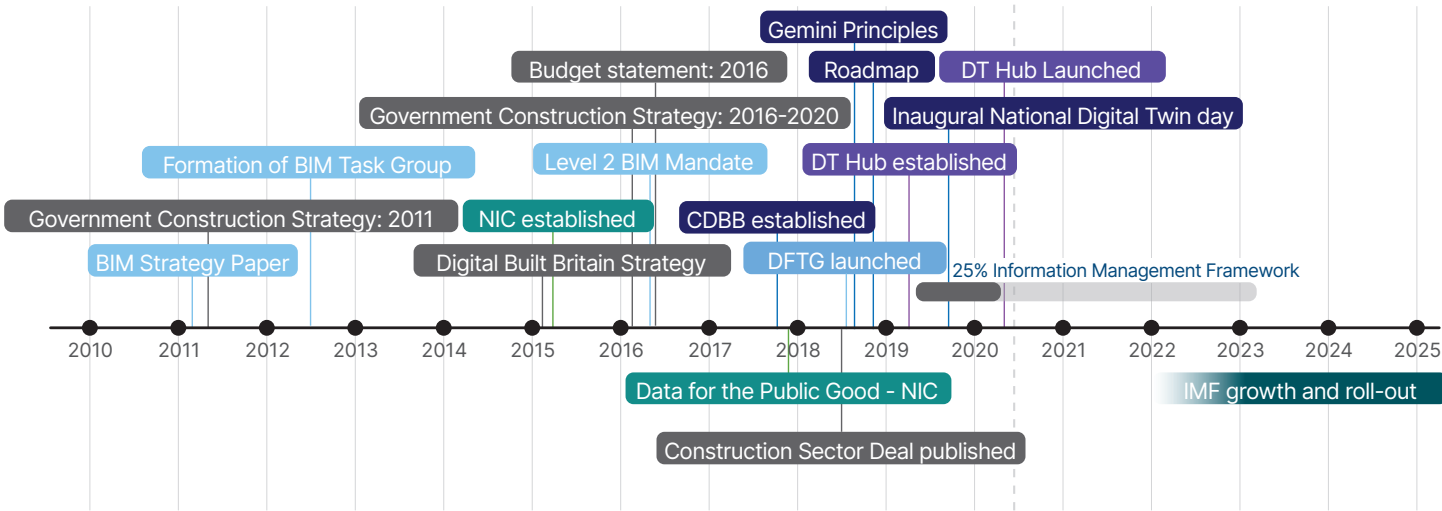 Gemini Principles
Budget statement: 2016
Roadmap
DT Hub Launched
Government Construction Strategy: 2016-2020
Inaugural National Digital Twin day
Formation of BIM Task Group
Level 2 BIM Mandate
DT Hub established
Government Construction Strategy: 2011
NIC established
CDBB established
BIM Strategy Paper
Digital Built Britain Strategy
DFTG launched
25% Information Management Framework
2010 2011 2012 2013 2014 2015 2016 2017 2018 2019 2020 2021 2022 2023 2024 2025
Data for the Public Good - NIC
IMF growth and roll-out
Construction Sector Deal published